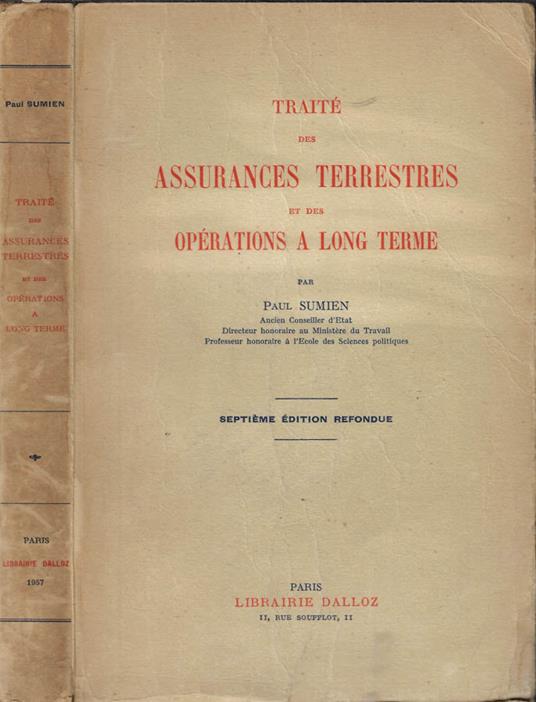 Paul SUMIEN
TRAITÉ
DES
ASSURANCES
TERRESTRES
ET DES
OPÉRATIONS
A
LONG TERME
PARIS
LIBRAIRIE DALLOZ
1957
TRAITÉ
DES
ASSURANCES TERRESTRES
ET DES
OPÉRATIONS A LONG TERME
PAR
PAUL SUMIEN
Ancien Conseiller d'Etat
Directeur honoraire au Ministère du Travail
Professeur honoraire à l'Ecole des Sciences politiques
SEPTIÈME ÉDITION REFONDUE
PARIS
LIBRAIRIE DALLOZ
11, RUE SOUFFLOT, 11